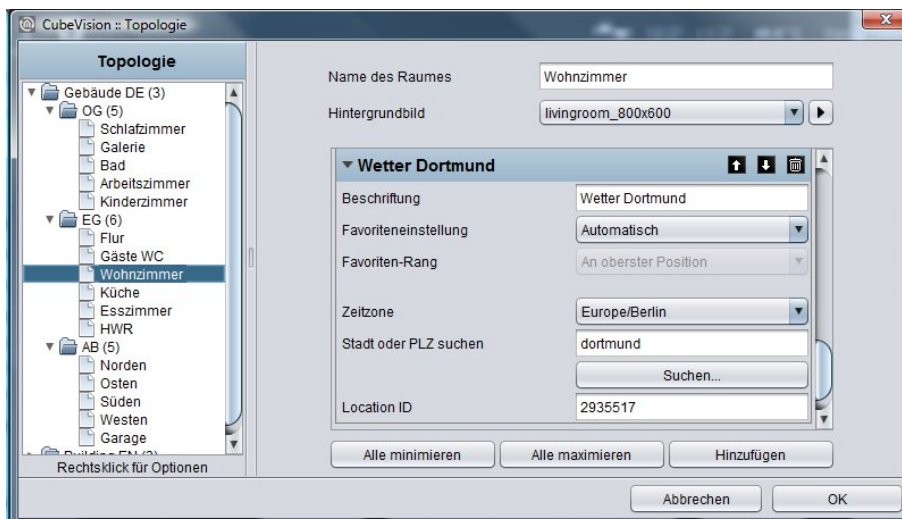 CubeVision :: Topologie
Topologie
Gebäude DE (3)
OG (5)
Schlafzimmer
Galerie
Bad
Arbeitszimmer
Kinderzimmer
EG (6)
Flur
Gäste WC
Wohnzimmer
Küche
Esszimmer
HWR
AB (5)
Norden
Osten
Süden
Westen
Garage
Rechtsklick für Optionen
Name des Raumes Wohnzimmer
Hintergrundbild livingroom_800x600
Wetter Dortmund
Beschriftung Wetter Dortmund
Favoriteneinstellung Automatisch
Favoriten-Rang An oberster Position
Zeitzone Europe/Berlin
Stadt oder PLZ suchen dortmund
Suchen...
Location ID 2935517
Alle minimieren Alle maximieren Hinzufügen
Abbrechen OK